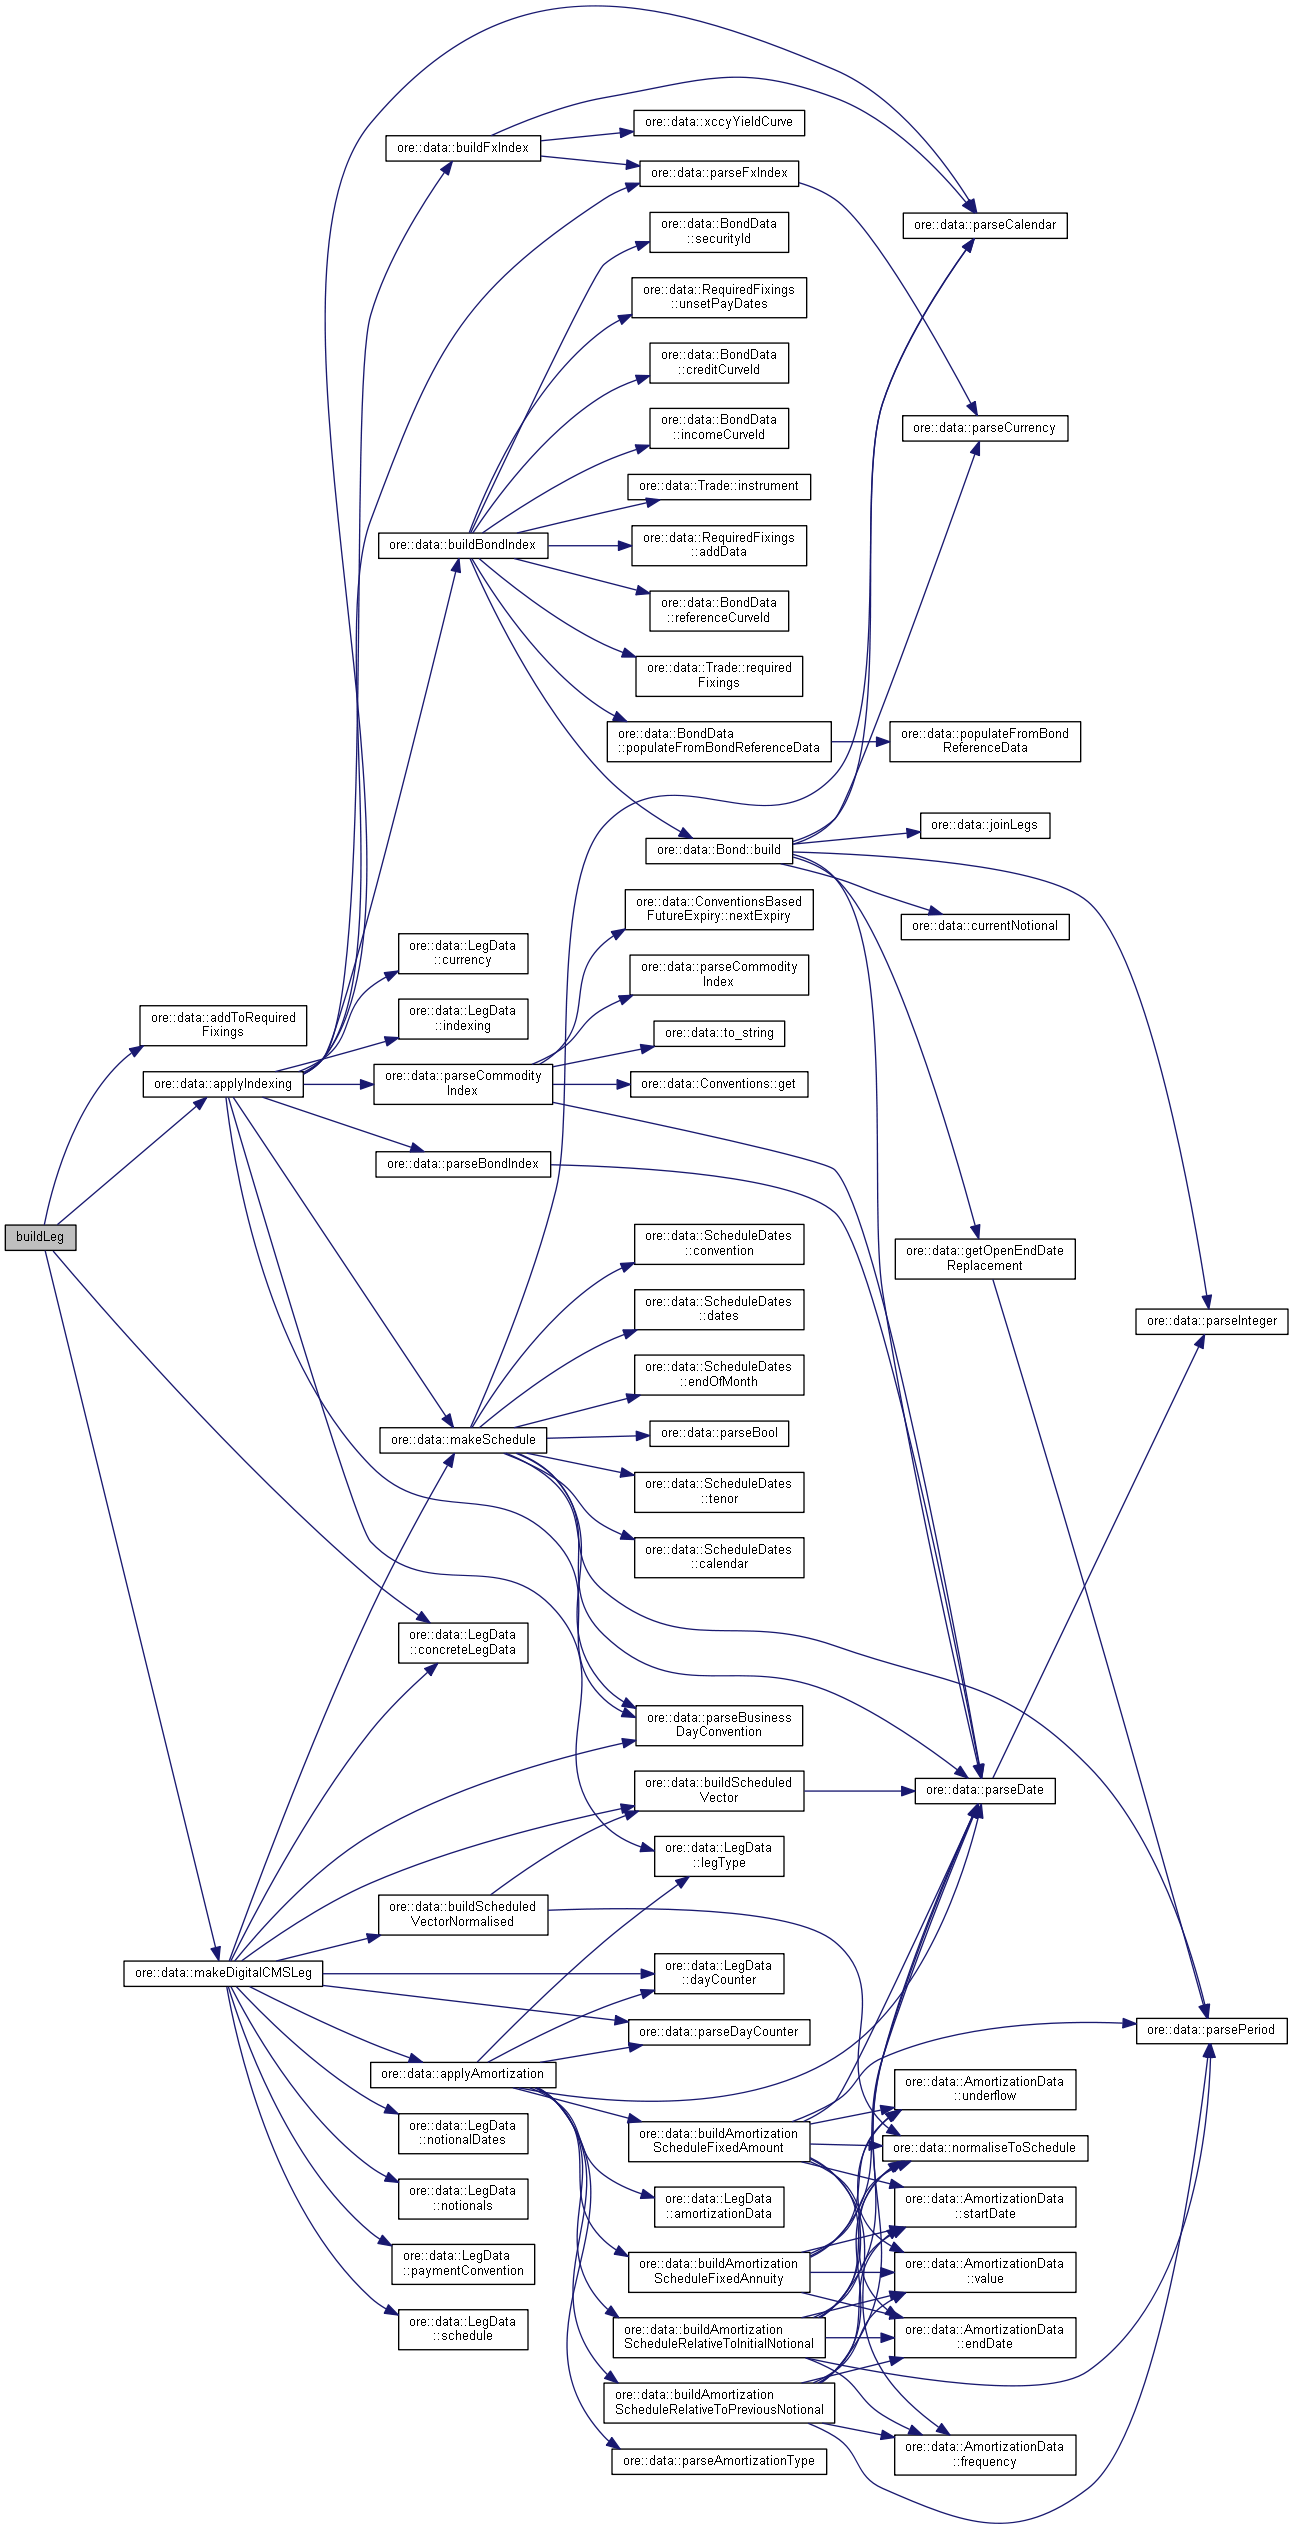 buildLeg
ore::data::addToRequired
Fixings
ore::data::applyIndexing
ore::data::makeDigitalCMSLeg
ore::data::buildFxIndex
ore::data::buildBondIndex
ore::data::LegData
::currency
ore::data::LegData
::indexing
ore::data::parseCommodity
Index
ore::data::parseBondIndex
ore::data::makeSchedule
ore::data::LegData
::concreteLegData
ore::data::buildScheduled
VectorNormalised
ore::data::applyAmortization
ore::data::LegData
::notionalDates
ore::data::LegData
::notionals
ore::data::LegData
::paymentConvention
ore::data::LegData
::schedule
ore::data::xccyYieldCurve
ore::data::parseFxIndex
ore::data::BondData
::securityId
ore::data::RequiredFixings
::unsetPayDates
ore::data::BondData
::creditCurveId
ore::data::BondData
::incomeCurveId
ore::data::Trade::instrument
ore::data::RequiredFixings
::addData
ore::data::BondData
::referenceCurveId
ore::data::Trade::required
Fixings
ore::data::BondData
::populateFromBondReferenceData
ore::data::Bond::build
ore::data::ConventionsBased
FutureExpiry::nextExpiry
ore::data::parseCommodity
Index
ore::data::to_string
ore::data::Conventions::get
ore::data::ScheduleDates
::convention
ore::data::ScheduleDates
::dates
ore::data::ScheduleDates
::endOfMonth
ore::data::parseBool
ore::data::ScheduleDates
::tenor
ore::data::ScheduleDates
::calendar
ore::data::parseBusiness
DayConvention
ore::data::buildScheduled
Vector
ore::data::LegData
::legType
ore::data::LegData
::dayCounter
ore::data::parseDayCounter
ore::data::buildAmortization
ScheduleFixedAmount
ore::data::LegData
::amortizationData
ore::data::buildAmortization
ScheduleFixedAnnuity
ore::data::buildAmortization
ScheduleRelativeToInitialNotional
ore::data::buildAmortization
ScheduleRelativeToPreviousNotional
ore::data::parseAmortizationType
ore::data::parseCalendar
ore::data::parseCurrency
ore::data::populateFromBond
ReferenceData
ore::data::joinLegs
ore::data::currentNotional
ore::data::getOpenEndDate
Replacement
ore::data::parseDate
ore::data::AmortizationData
::underflow
ore::data::normaliseToSchedule
ore::data::AmortizationData
::startDate
ore::data::AmortizationData
::value
ore::data::AmortizationData
::endDate
ore::data::AmortizationData
::frequency
ore::data::parseInteger
ore::data::parsePeriod